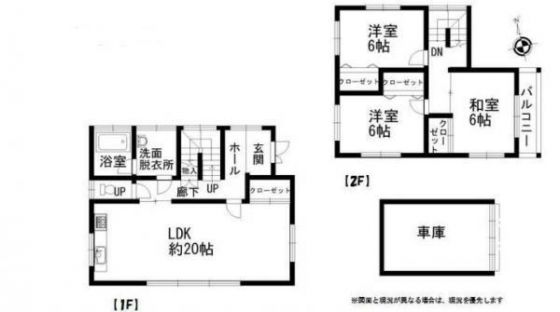 洋室
6帖
DN
クローゼット
クローゼット
洋室
6帖
和室
6帖
クローゼット
バルコニー
【2F】
浴室
洗面
脱衣所
物入
ホール
玄関
UP
廊下
UP
クローゼット
LDK
約20帖
【1F】
車庫
※図面と現況が異なる場合は、現況を優先します